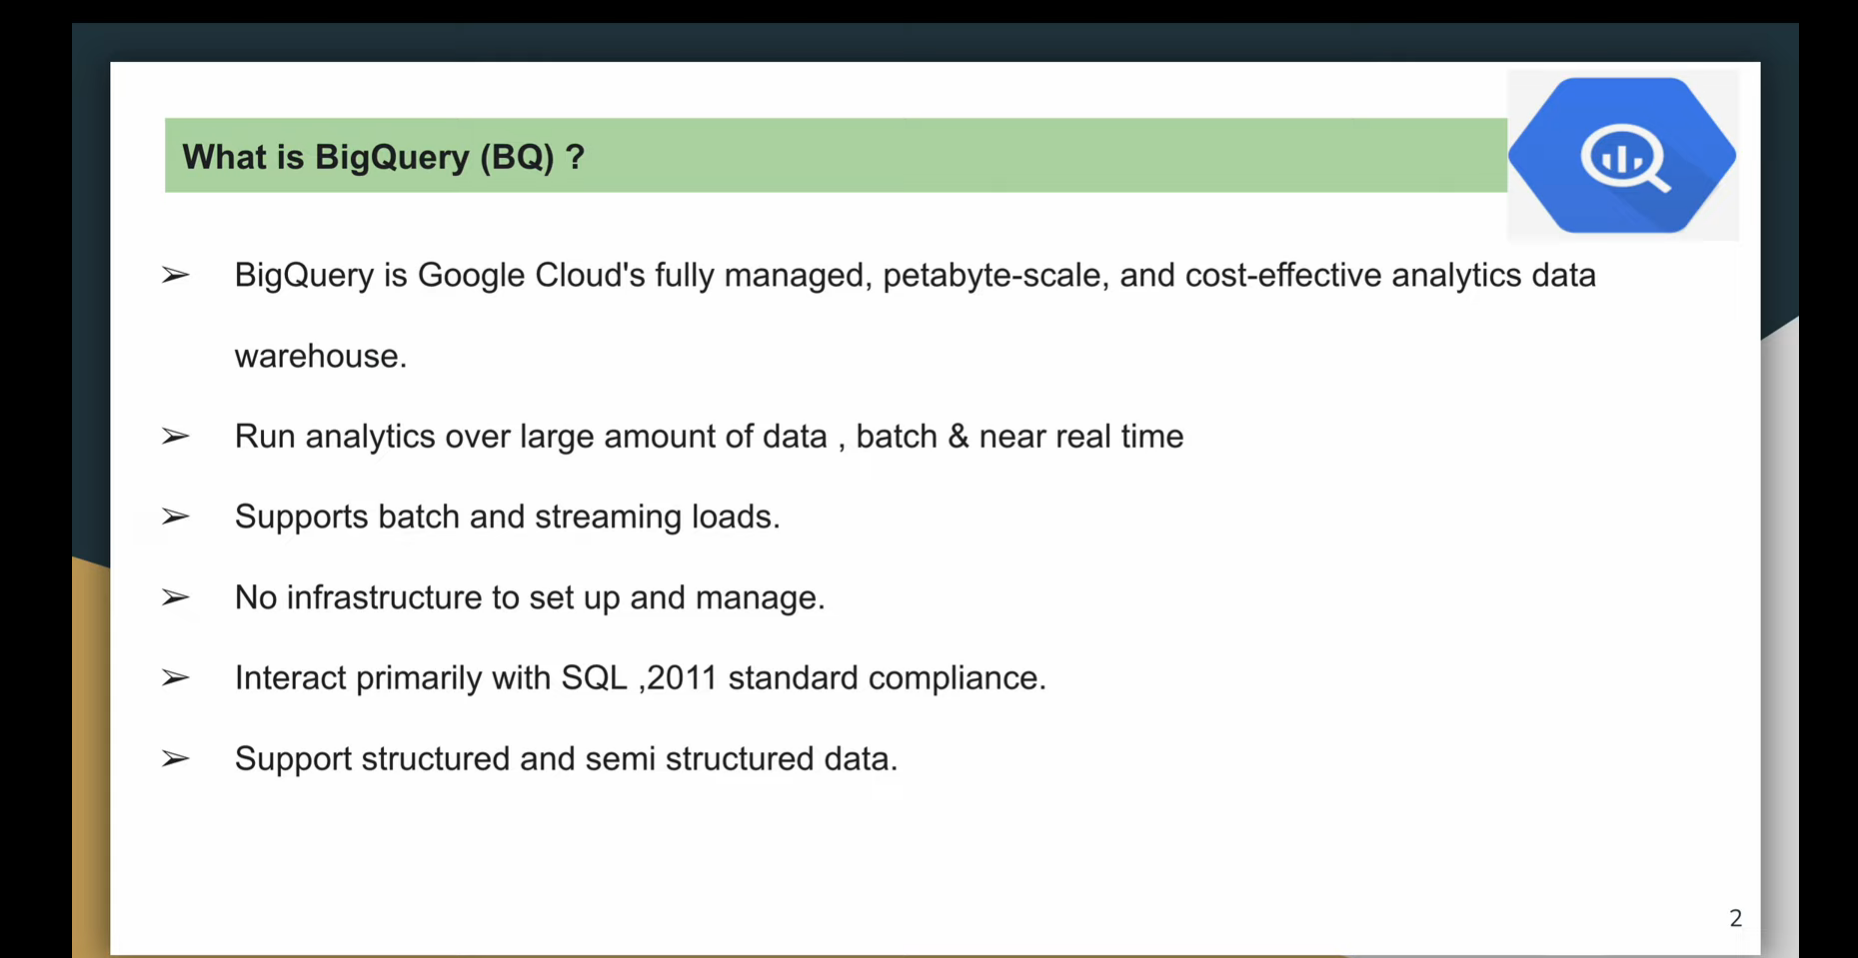 What is BigQuery (BQ) ?
➢ BigQuery is Google Cloud's fully managed, petabyte-scale, and cost-effective analytics data
warehouse.
➢ Run analytics over large amount of data , batch & near real time
➢ Supports batch and streaming loads.
➢ No infrastructure to set up and manage.
➢ Interact primarily with SQL ,2011 standard compliance.
➢ Support structured and semi structured data.
2